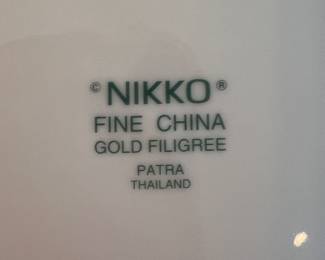 © NIKKO ®
FINE CHINA
GOLD FILIGREE
PATRA
THAILAND